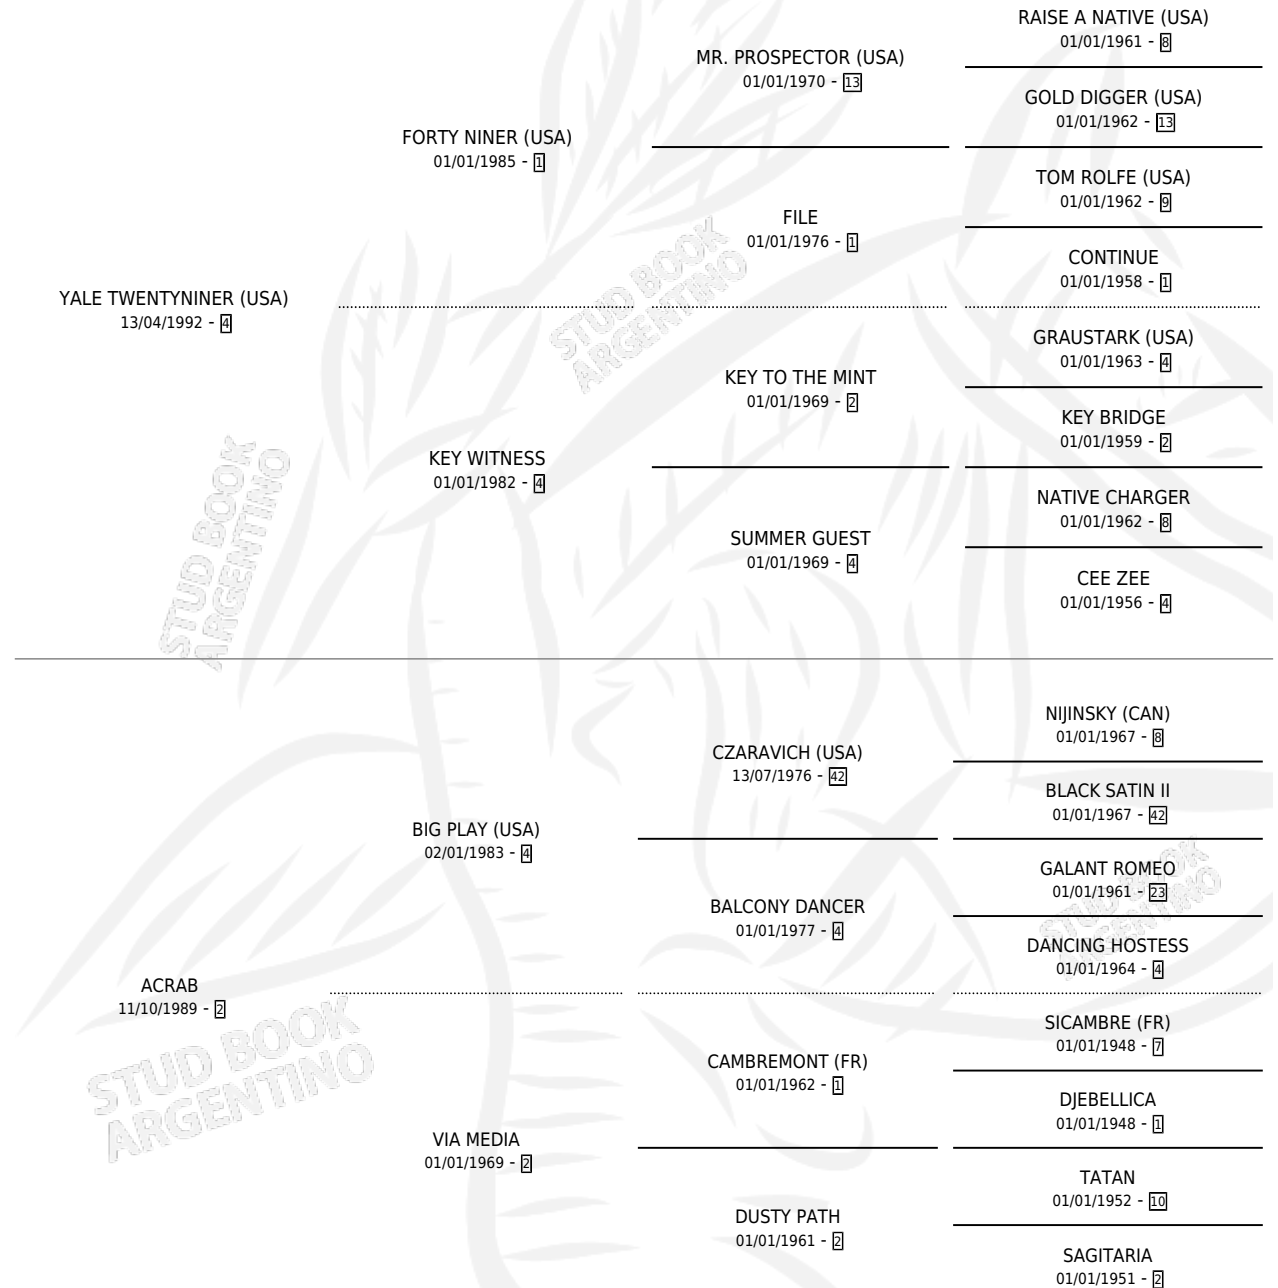 RAISE A NATIVE (USA)
01/01/1961 - 8
MR. PROSPECTOR (USA)
01/01/1970 - 13
GOLD DIGGER (USA)
01/01/1962 - 13
FORTY NINER (USA)
01/01/1985 - 1
TOM ROLFE (USA)
01/01/1962 - 9
FILE
01/01/1976 - 1
CONTINUE
01/01/1958 - 1
YALE TWENTYNINER (USA)
13/04/1992 - 4
GRAUSTARK (USA)
01/01/1963 - 4
KEY TO THE MINT
01/01/1969 - 2
KEY BRIDGE
01/01/1959 - 2
KEY WITNESS
01/01/1982 - 4
NATIVE CHARGER
01/01/1962 - 8
SUMMER GUEST
01/01/1969 - 4
CEE ZEE
01/01/1956 - 4
STUD BOOK
ARGENTINO
STUD BOOK
ARGENTINO
NIJINSKY (CAN)
01/01/1967 - 8
CZARAVICH (USA)
13/07/1976 - 42
BLACK SATIN II
01/01/1967 - 42
BIG PLAY (USA)
02/01/1983 - 4
GALANT ROMEO
01/01/1961 - 23
BALCONY DANCER
01/01/1977 - 4
DANCING HOSTESS
01/01/1964 - 4
ACRAB
11/10/1989 - 2
SICAMBRE (FR)
01/01/1948 - 7
CAMBREMONT (FR)
01/01/1962 - 1
DJEBELLICA
01/01/1948 - 1
VIA MEDIA
01/01/1969 - 2
TATAN
01/01/1952 - 10
DUSTY PATH
01/01/1961 - 2
SAGITARIA
01/01/1951 - 2
STUD BOOK
ARGENTINO
STUD BOOK
ARGENTINO